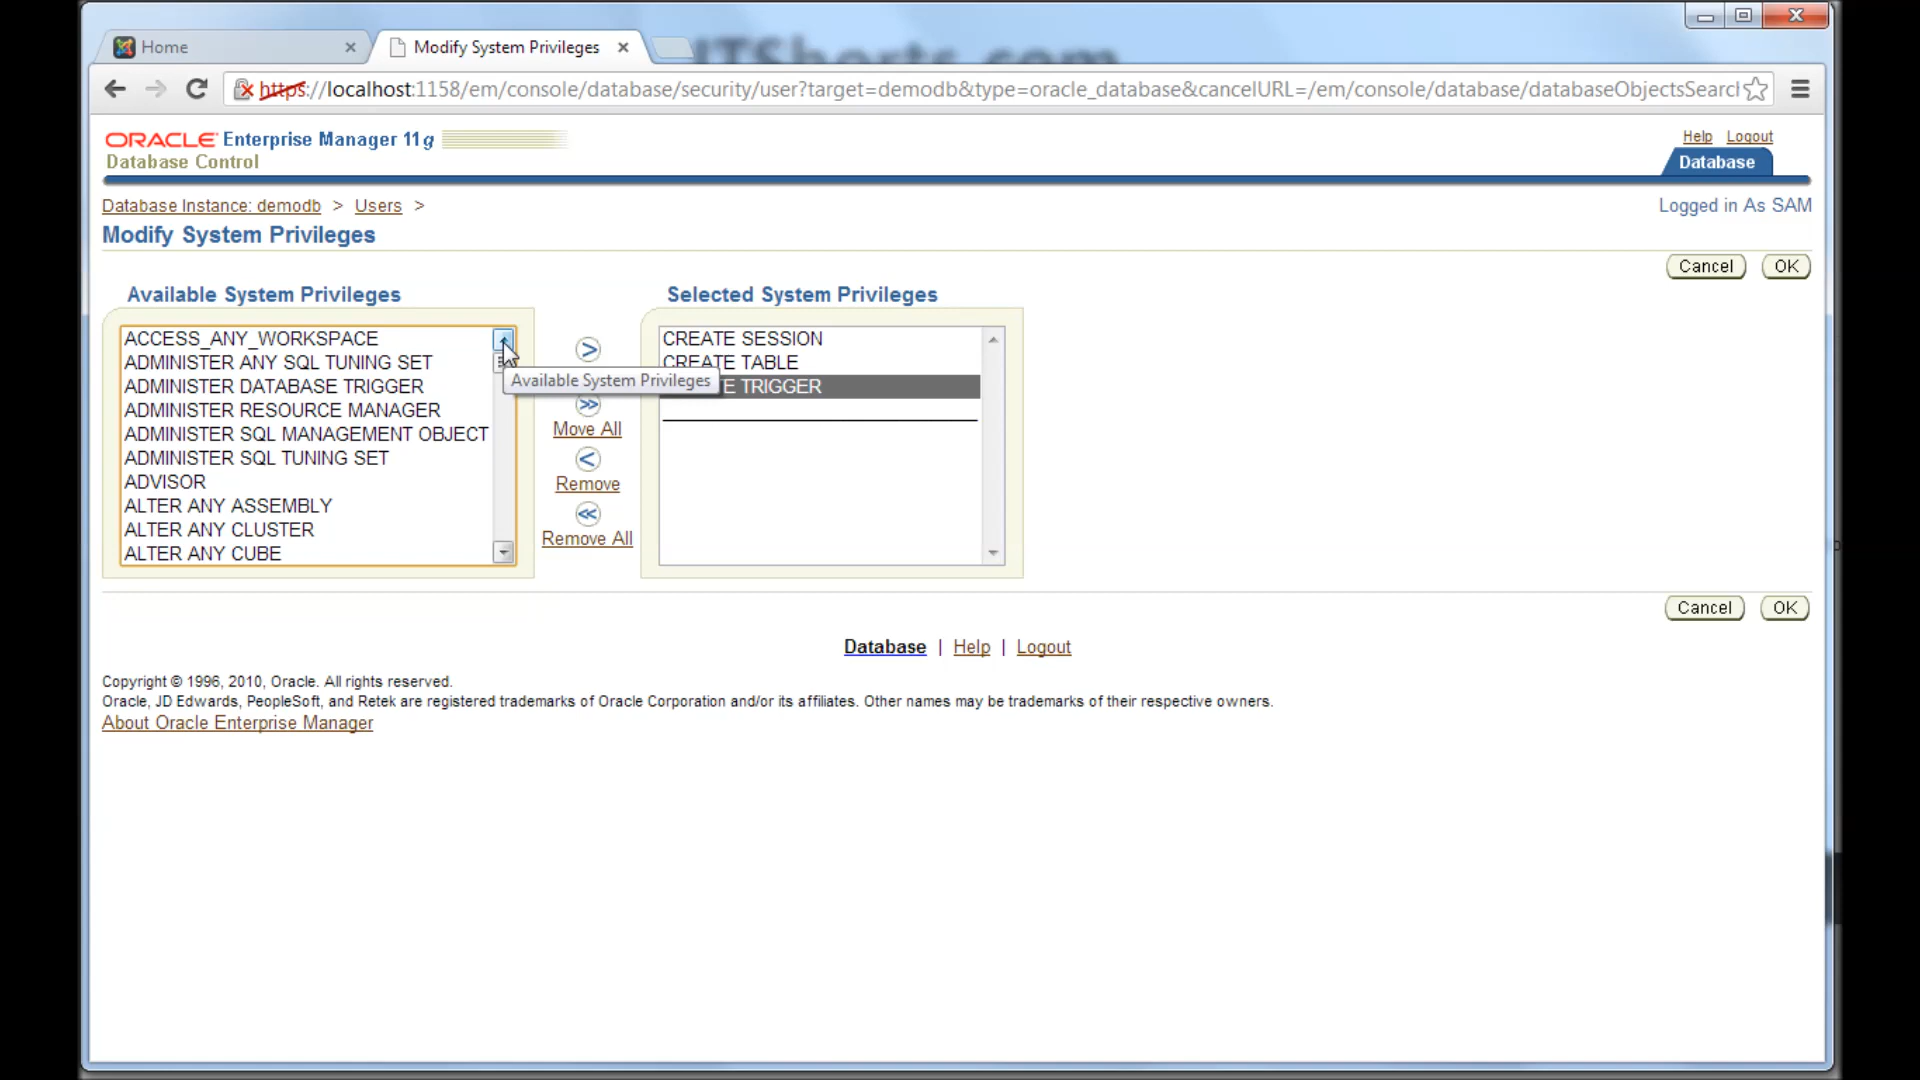 ITShorts.com
Home
Modify System Privileges
https://localhost:1158/em/console/database/security/user?target=demodb&type=oracle_database&cancelURL=/em/console/database/databaseObjectsSearch
ORACLE Enterprise Manager 11g
Database Control
Help Logout
Database
Database Instance: demodb > Users >
Logged in As SAM
Modify System Privileges
Cancel OK
Available System Privileges
ACCESS_ANY_WORKSPACE
ADMINISTER ANY SQL TUNING SET
ADMINISTER DATABASE TRIGGER
ADMINISTER RESOURCE MANAGER
ADMINISTER SQL MANAGEMENT OBJECT
ADMINISTER SQL TUNING SET
ADVISOR
ALTER ANY ASSEMBLY
ALTER ANY CLUSTER
ALTER ANY CUBE
Available System Privileges
Move All
Remove
Remove All
Selected System Privileges
CREATE SESSION
CREATE TABLE
E TRIGGER
Cancel OK
Database | Help | Logout
Copyright © 1996, 2010, Oracle. All rights reserved.
Oracle, JD Edwards, PeopleSoft, and Retek are registered trademarks of Oracle Corporation and/or its affiliates. Other names may be trademarks of their respective owners.
About Oracle Enterprise Manager